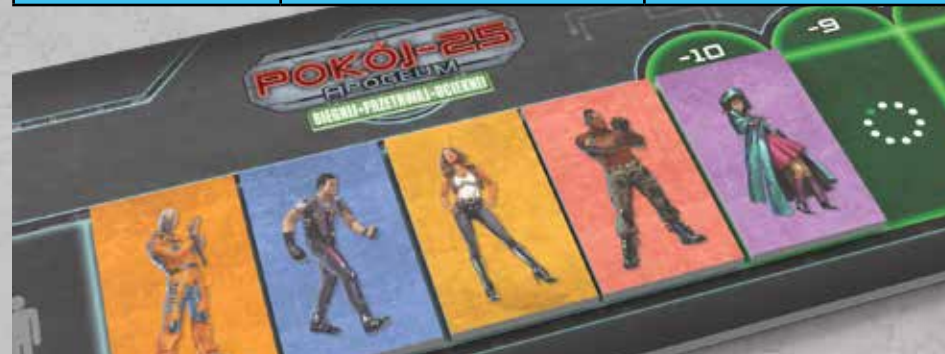 POKÓJ-25
APOGEUM
BIEGNIJ•PRZETRWAJ•UCIEKNIJ
-10
-9